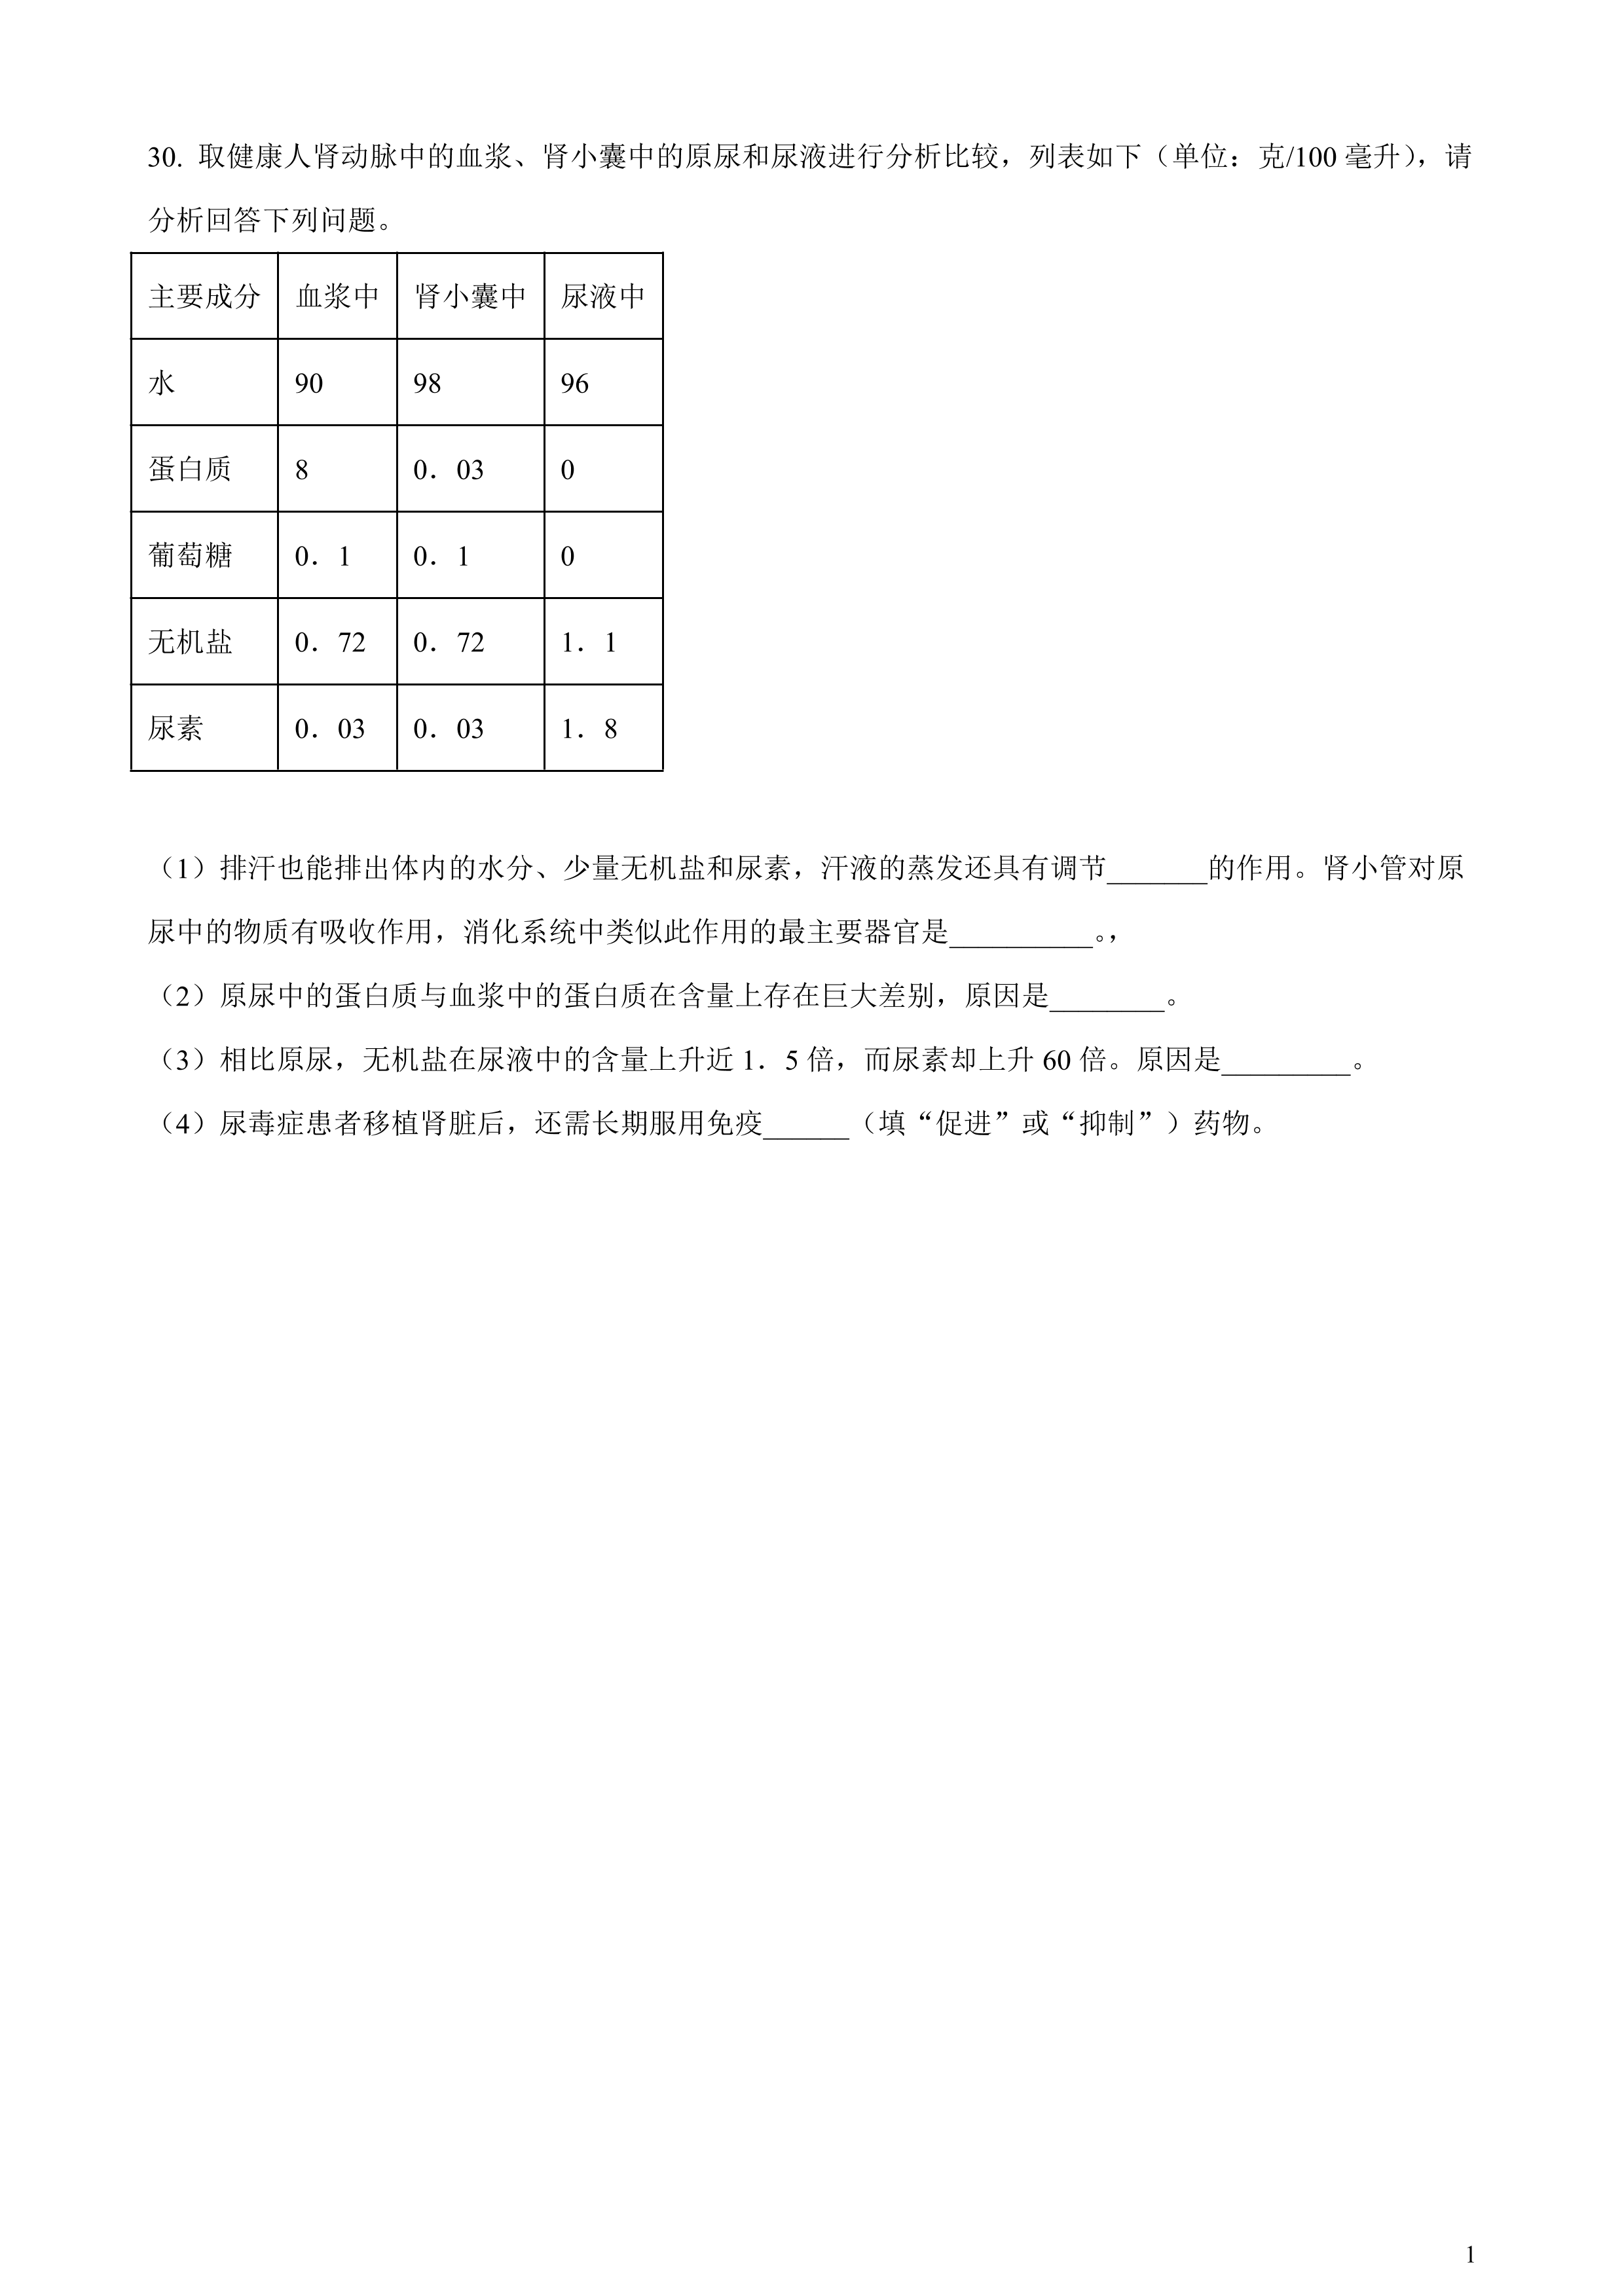 30. 取健康人肾动脉中的血浆、肾小囊中的原尿和尿液进行分析比较，列表如下（单位：克/100 毫升），请
分析回答下列问题。
主要成分 血浆中 肾小囊中 尿液中
水 90 98 96
蛋白质 8 0．03 0
葡萄糖 0．1 0．1 0
无机盐 0．72 0．72 1．1
尿素 0．03 0．03 1．8
（1）排汗也能排出体内的水分、少量无机盐和尿素，汗液的蒸发还具有调节_______的作用。肾小管对原
尿中的物质有吸收作用，消化系统中类似此作用的最主要器官是__________。，
（2）原尿中的蛋白质与血浆中的蛋白质在含量上存在巨大差别，原因是________。
（3）相比原尿，无机盐在尿液中的含量上升近 1．5 倍，而尿素却上升 60 倍。原因是_________。
（4）尿毒症患者移植肾脏后，还需长期服用免疫______（填“促进”或“抑制”）药物。
1